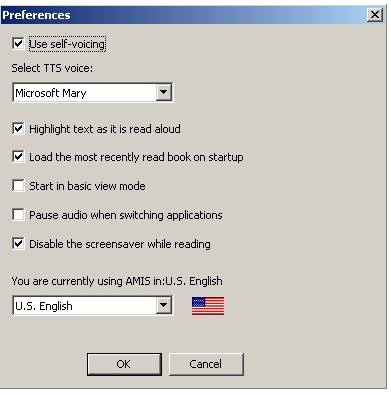 Preferences
Use self-voicing
Select TTS voice:
Microsoft Mary
Highlight text as it is read aloud
Load the most recently read book on startup
Start in basic view mode
Pause audio when switching applications
Disable the screensaver while reading
You are currently using AMIS in:U.S. English
U.S. English
OK
Cancel